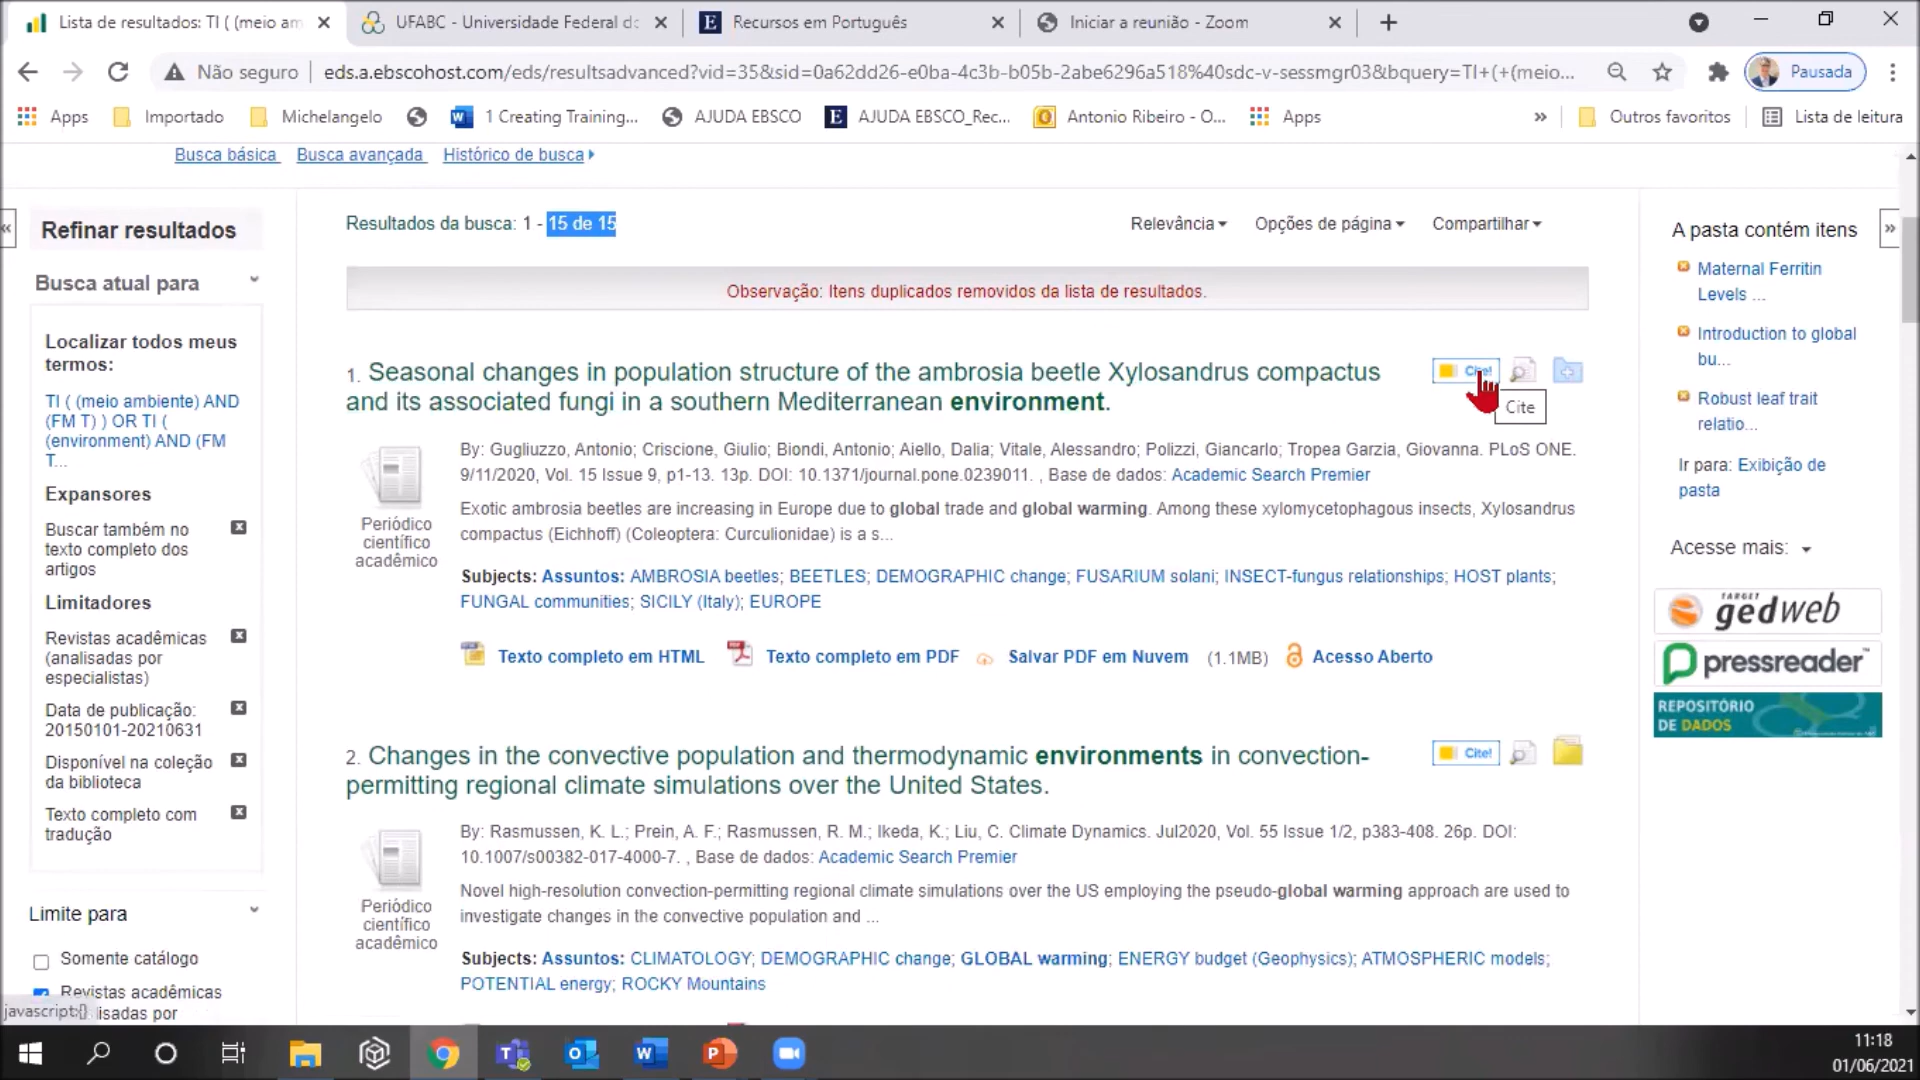 Lista de resultados: TI ( (meio am
UFABC - Universidade Federal do
Recursos em Português
Iniciar a reunião - Zoom
Não seguro
eds.a.ebscohost.com/eds/resultsadvanced?vid=35&sid=0a62dd26-e0ba-4c3b-b05b-2abe6296a518%40sdc-v-sessmgr03&bquery=TI+(+(meio...
Pausada
Apps
Importado
Michelangelo
1 Creating Training...
AJUDA EBSCO
AJUDA EBSCO_Rec...
Antonio Ribeiro - O...
Apps
»
Outros favoritos
Lista de leitura
Busca básica Busca avançada Histórico de busca
Refinar resultados
Busca atual para
Localizar todos meus
termos:
TI ( (meio ambiente) AND
(FM T) ) OR TI (
(environment) AND (FM
T...
Expansores
Buscar também no
texto completo dos
artigos
Limitadores
Revistas acadêmicas
(analisadas por
especialistas)
Data de publicação:
20150101-20210631
Disponível na coleção
da biblioteca
Texto completo com
tradução
Limite para
Somente catálogo
Revistas acadêmicas
isadas por
javascript:{}
Resultados da busca: 1 - 15 de 15
Relevância
Opções de página
Compartilhar
Observação: Itens duplicados removidos da lista de resultados.
1. Seasonal changes in population structure of the ambrosia beetle Xylosandrus compactus
and its associated fungi in a southern Mediterranean environment.
Cite
Periódico
científico
acadêmico
By: Gugliuzzo, Antonio; Criscione, Giulio; Biondi, Antonio; Aiello, Dalia; Vitale, Alessandro; Polizzi, Giancarlo; Tropea Garzia, Giovanna. PLoS ONE.
9/11/2020, Vol. 15 Issue 9, p1-13. 13p. DOI: 10.1371/journal.pone.0239011. , Base de dados: Academic Search Premier
Exotic ambrosia beetles are increasing in Europe due to global trade and global warming. Among these xylomycetophagous insects, Xylosandrus
compactus (Eichhoff) (Coleoptera: Curculionidae) is a s...
Subjects: Assuntos: AMBROSIA beetles; BEETLES; DEMOGRAPHIC change; FUSARIUM solani; INSECT-fungus relationships; HOST plants;
FUNGAL communities; SICILY (Italy); EUROPE
Texto completo em HTML
Texto completo em PDF
Salvar PDF em Nuvem (1.1MB)
Acesso Aberto
2. Changes in the convective population and thermodynamic environments in convection-
permitting regional climate simulations over the United States.
Cite!
Periódico
científico
acadêmico
By: Rasmussen, K. L.; Prein, A. F.; Rasmussen, R. M.; Ikeda, K.; Liu, C. Climate Dynamics. Jul2020, Vol. 55 Issue 1/2, p383-408. 26p. DOI:
10.1007/s00382-017-4000-7. , Base de dados: Academic Search Premier
Novel high-resolution convection-permitting regional climate simulations over the US employing the pseudo-global warming approach are used to
investigate changes in the convective population and ...
Subjects: Assuntos: CLIMATOLOGY; DEMOGRAPHIC change; GLOBAL warming; ENERGY budget (Geophysics); ATMOSPHERIC models;
POTENTIAL energy; ROCKY Mountains
A pasta contém itens
Maternal Ferritin
Levels ...
Introduction to global
bu...
Robust leaf trait
relatio...
Ir para: Exibição de
pasta
Acesse mais:
TARGET
gedweb
pressreader
REPOSITÓRIO
DE DADOS
11:18
01/06/2021